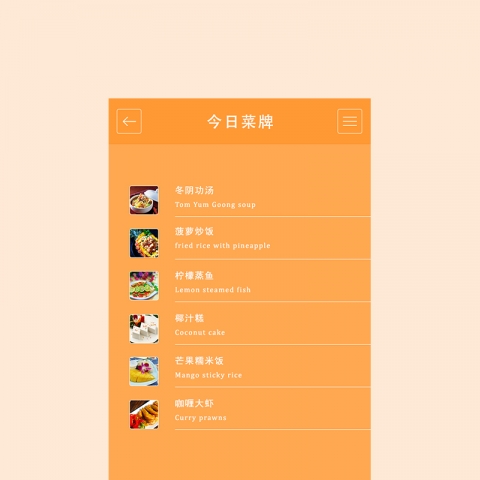 今日菜牌
冬阴功汤
Tom Yum Goong soup
菠萝炒饭
fried rice with pineapple
柠檬蒸鱼
Lemon steamed fish
椰汁糕
Coconut cake
芒果糯米饭
Mango sticky rice
咖喱大虾
Curry prawns